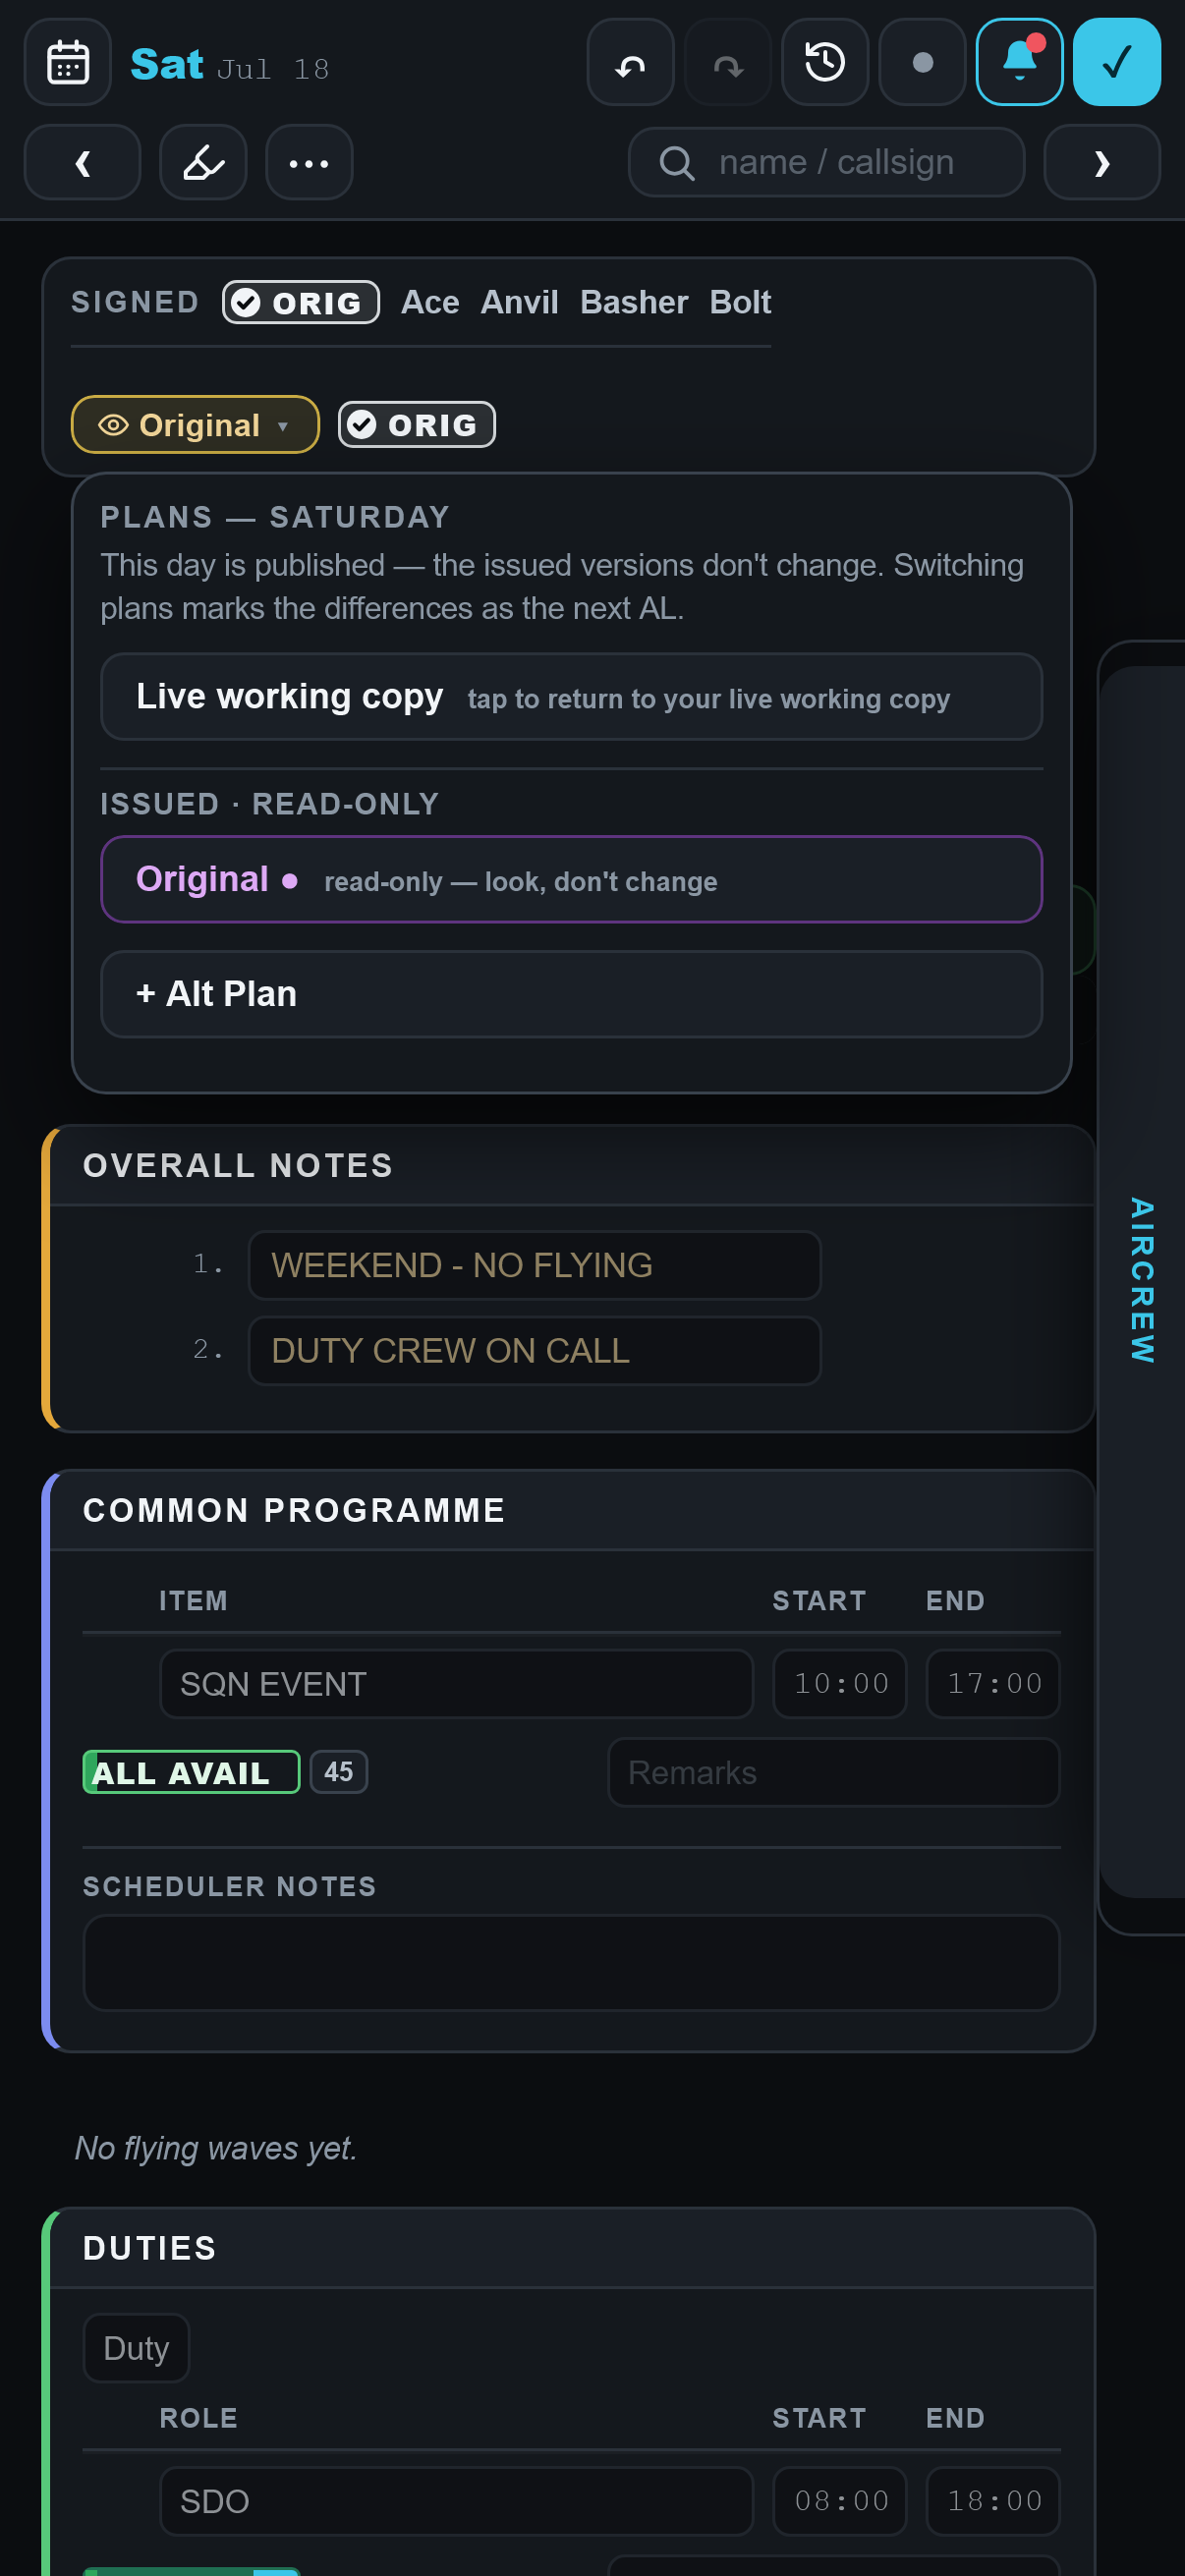 Sat Jul 18
name / callsign
SIGNED ORIG Ace Anvil Basher Bolt
Original ORIG
PLANS — SATURDAY
This day is published — the issued versions don't change. Switching
plans marks the differences as the next AL.
Live working copy tap to return to your live working copy
ISSUED · READ-ONLY
Original read-only — look, don't change
+ Alt Plan
AIRCREW
OVERALL NOTES
1. WEEKEND - NO FLYING
2. DUTY CREW ON CALL
COMMON PROGRAMME
ITEM START END
SQN EVENT 10:00 17:00
ALL AVAIL 45 Remarks
SCHEDULER NOTES
No flying waves yet.
DUTIES
Duty
ROLE START END
SDO 08:00 18:00